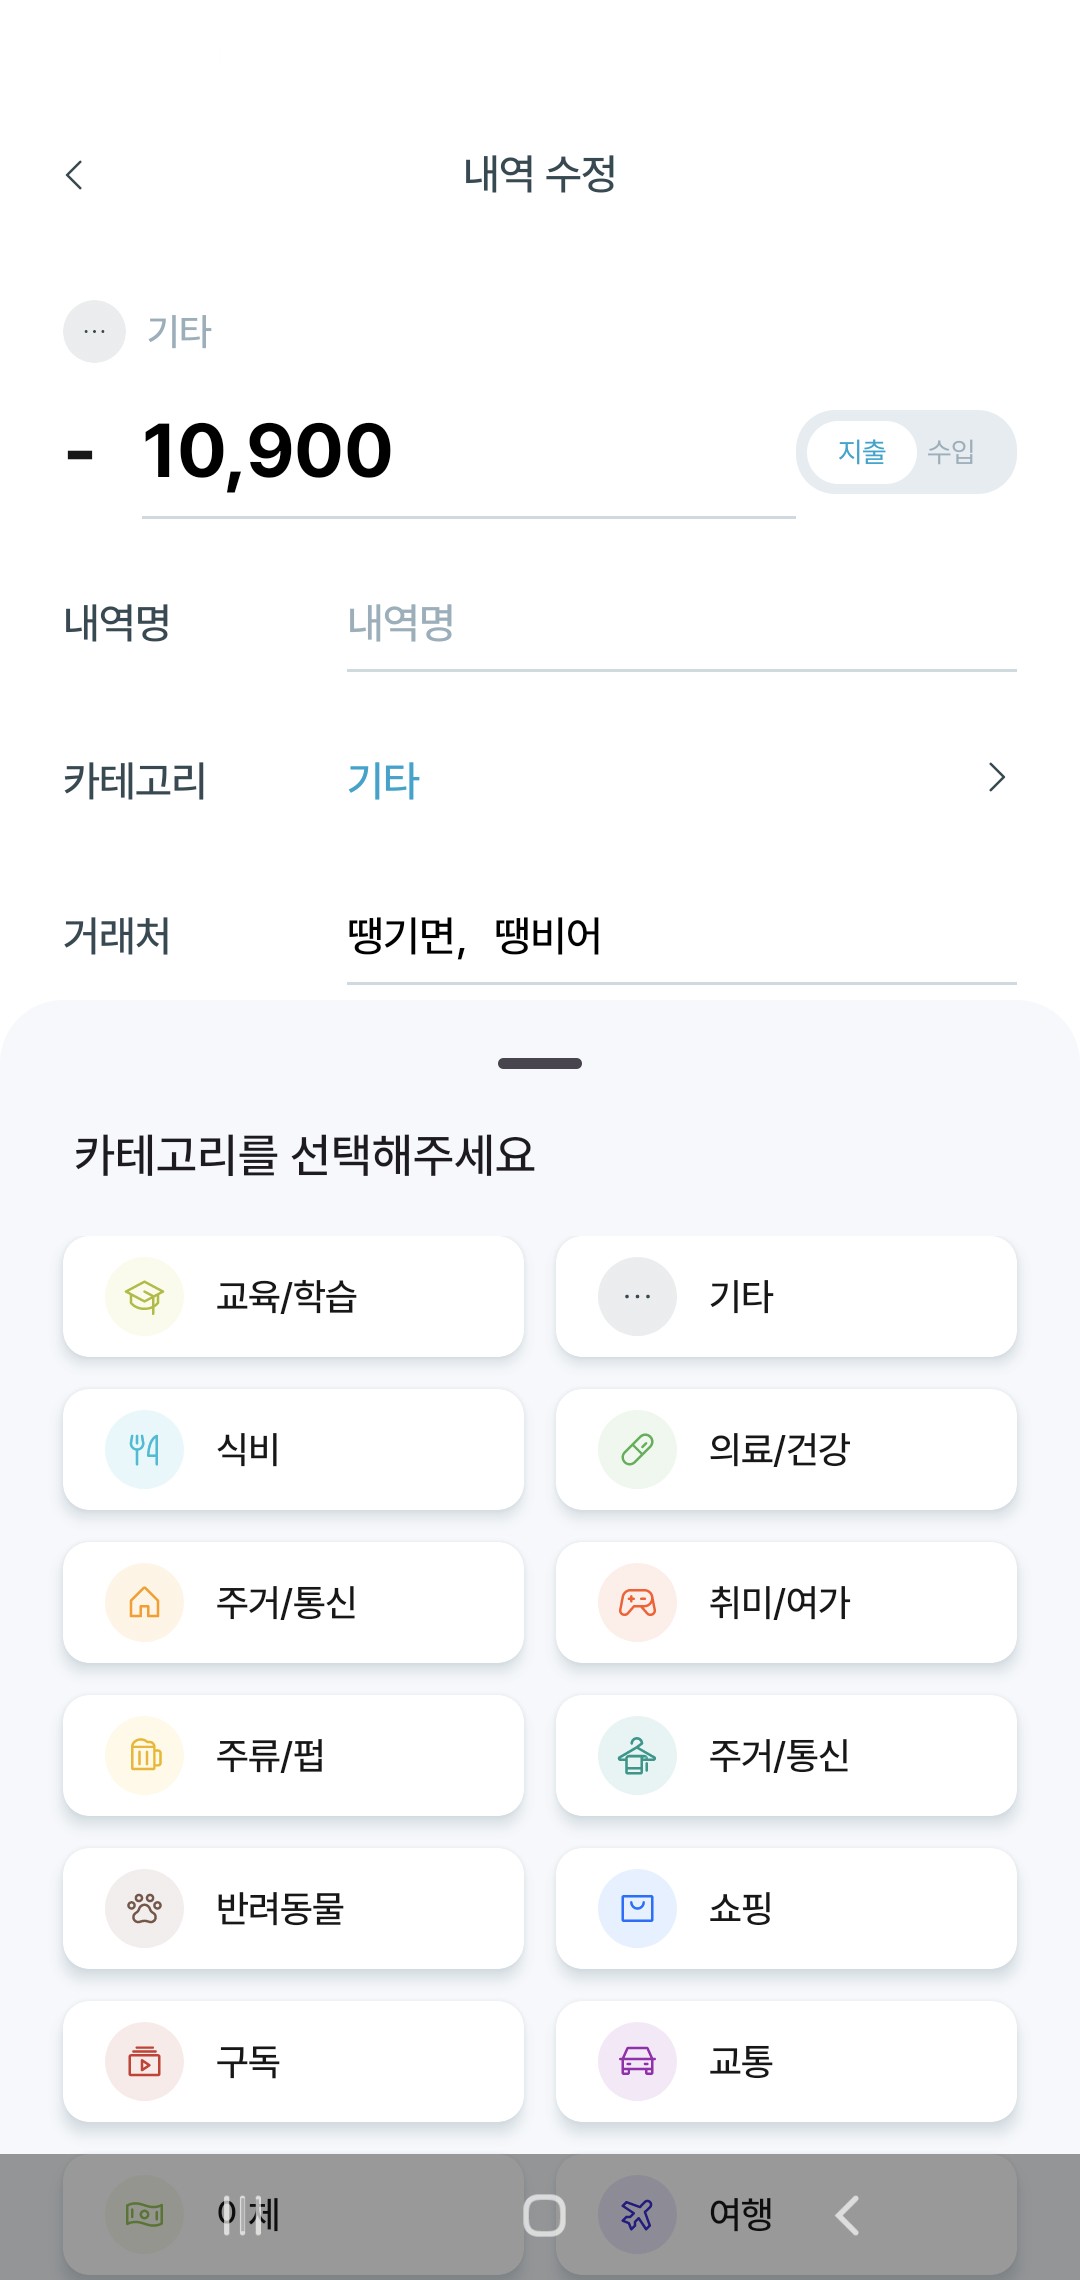 내역 수정
기타
- 10,900 지출 수입
내역명 내역명
카테고리 기타
거래처 땡기면, 땡비어
카테고리를 선택해주세요
교육/학습 기타
식비 의료/건강
주거/통신 취미/여가
주류/펍 주거/통신
반려동물 쇼핑
구독 교통
이체 여행